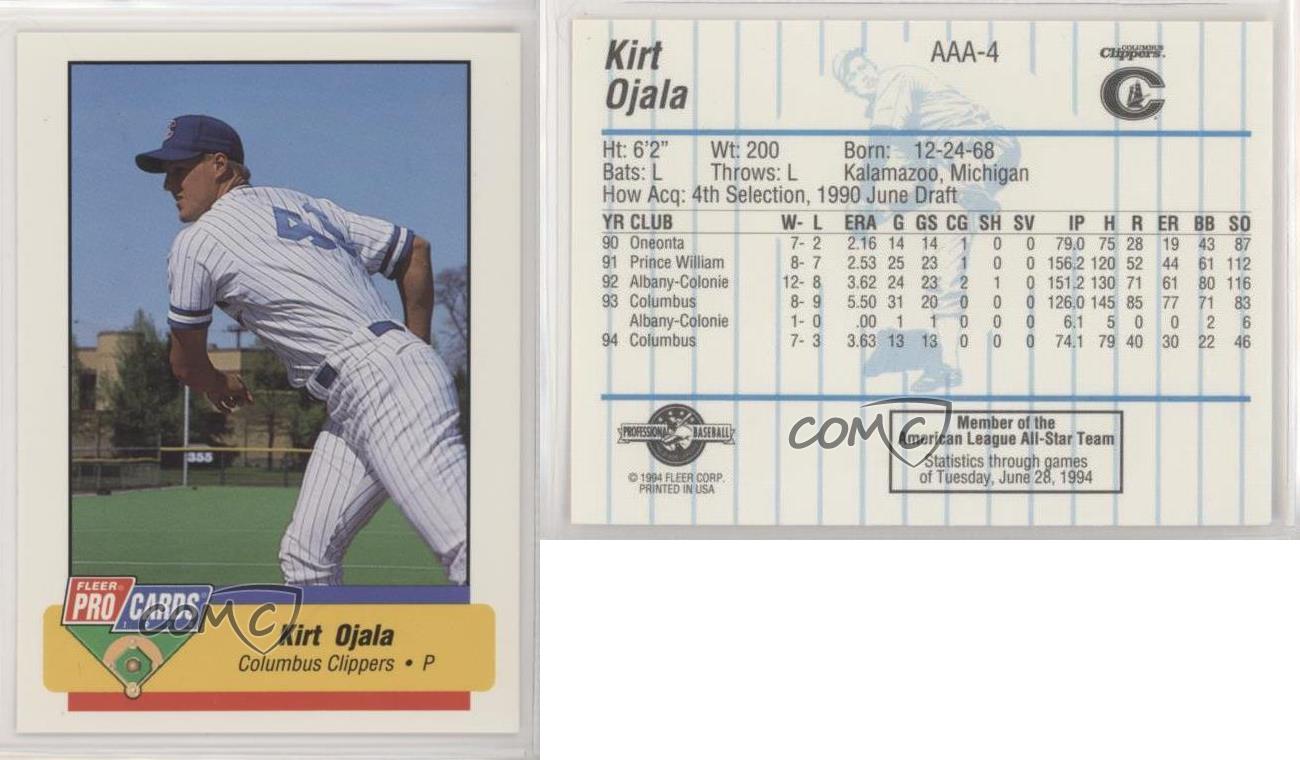 355
FLEER®
PRO CARDS
COMC
Kirt Ojala
Columbus Clippers • P
Kirt
Ojala
AAA-4
COLUMBUS
Clippers.
C
Ht: 6'2" Wt: 200 Born: 12-24-68
Bats: L Throws: L Kalamazoo, Michigan
How Acq: 4th Selection, 1990 June Draft
YR CLUB W- L ERA G GS CG SH SV IP H R ER BB SO
90 Oneonta 7- 2 2.16 14 14 1 0 0 79.0 75 28 19 43 87
91 Prince William 8- 7 2.53 25 23 1 0 0 156.2 120 52 44 61 112
92 Albany-Colonie 12- 8 3.62 24 23 2 1 0 151.2 130 71 61 80 116
93 Columbus 8- 9 5.50 31 20 0 0 0 126.0 145 85 77 71 83
Albany-Colonie 1- 0 .00 1 1 0 0 0 6.1 5 0 0 2 6
94 Columbus 7- 3 3.63 13 13 0 0 0 74.1 79 40 30 22 46
PROFESSIONAL BASEBALL
© 1994 FLEER CORP.
PRINTED IN USA
COMC
Member of the
American League All-Star Team
Statistics through games
of Tuesday, June 28, 1994